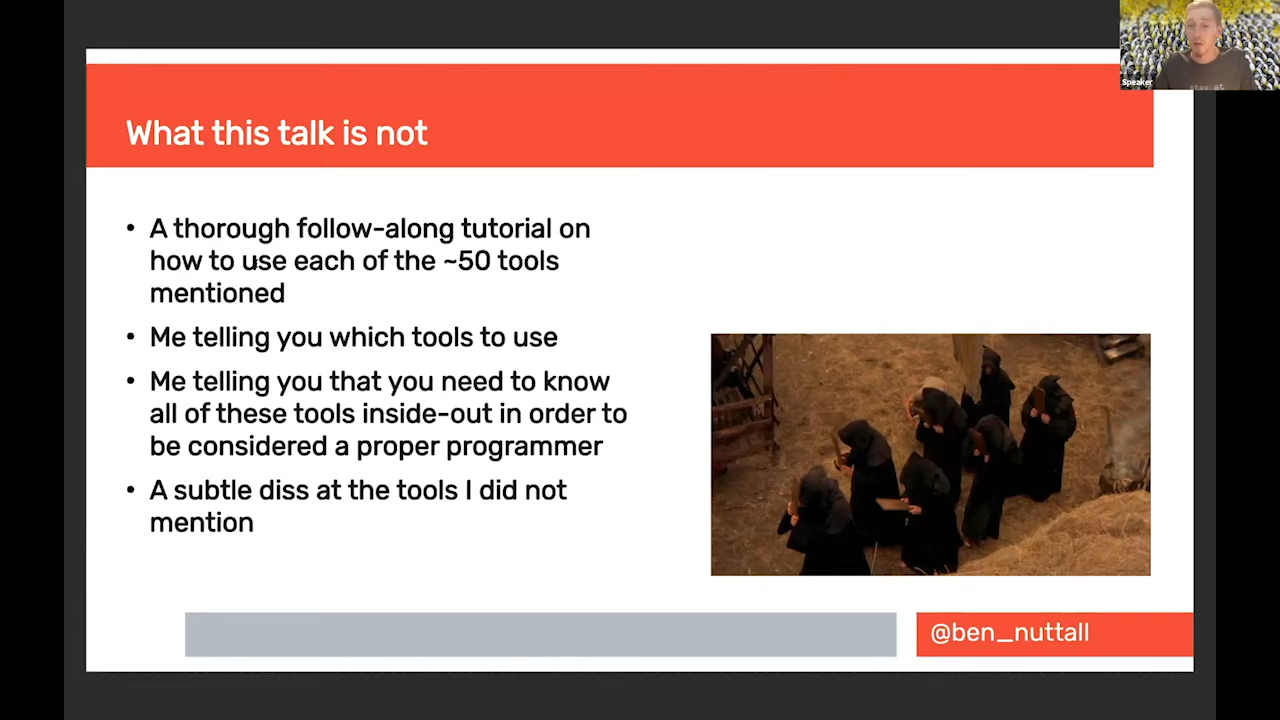 Speaker
What this talk is not
• A thorough follow-along tutorial on
how to use each of the ~50 tools
mentioned
• Me telling you which tools to use
• Me telling you that you need to know
all of these tools inside-out in order to
be considered a proper programmer
• A subtle diss at the tools I did not
mention
@ben_nuttall